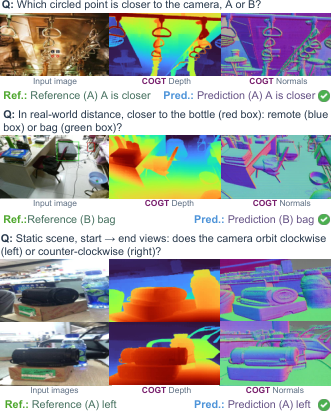 Q: Which circled point is closer to the camera, A or B?
Input image COGT Depth COGT Normals
Ref.: Reference (A) A is closer Pred.: Prediction (A) A is closer
Q: In real-world distance, closer to the bottle (red box): remote (blue
box) or bag (green box)?
Input image COGT Depth COGT Normals
Ref.:Reference (B) bag Pred.: Prediction (B) bag
Q: Static scene, start → end views: does the camera orbit clockwise
(left) or counter-clockwise (right)?
Input images COGT Depth COGT Normals
Ref.: Reference (A) left Pred.: Prediction (A) left